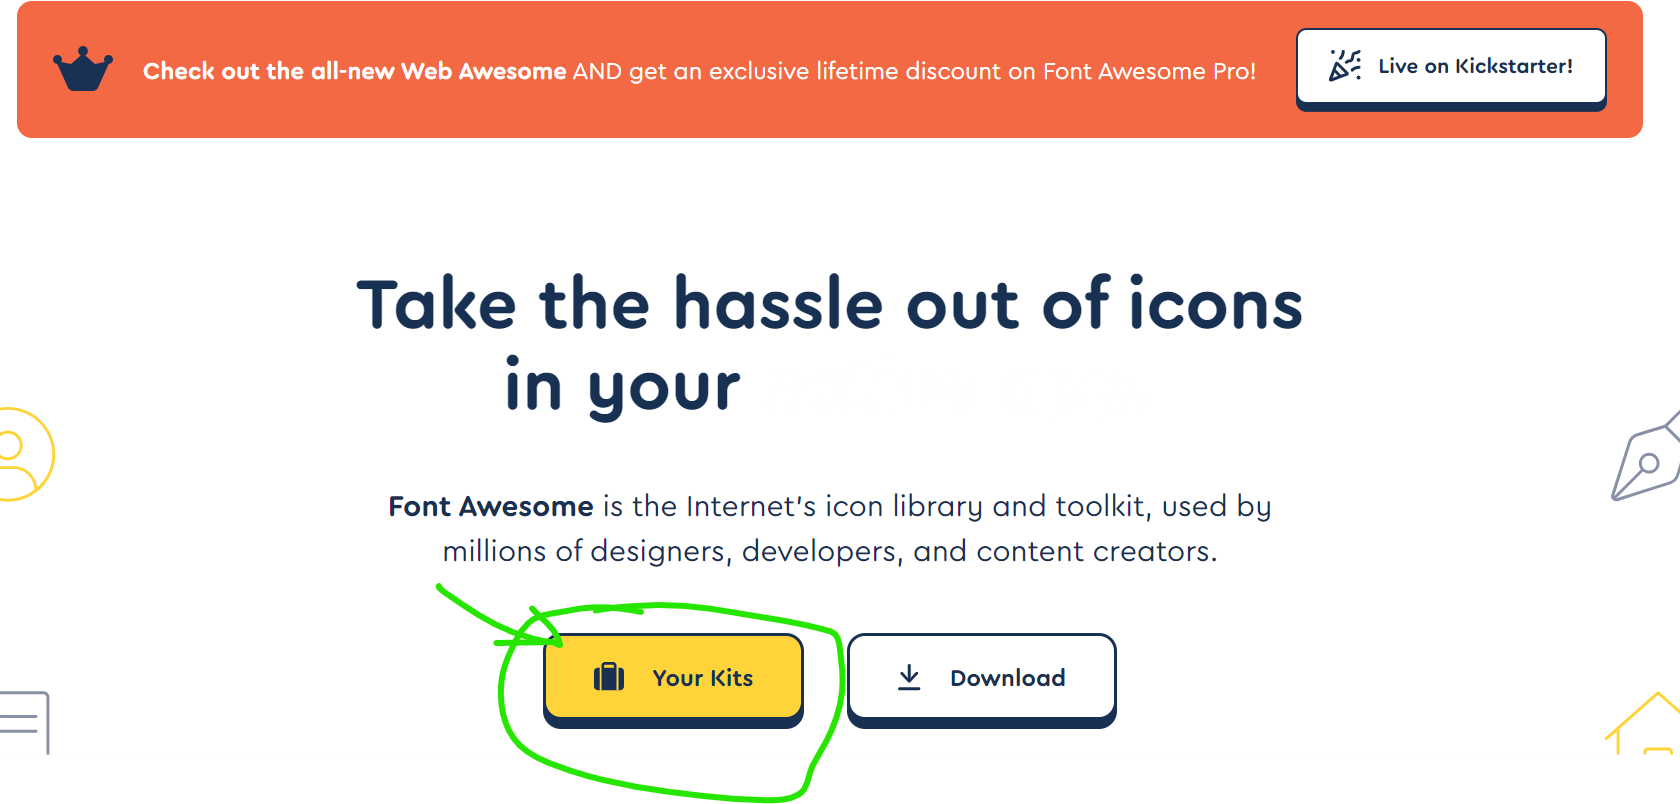 Check out the all-new Web Awesome AND get an exclusive lifetime discount on Font Awesome Pro!
Live on Kickstarter!
Take the hassle out of icons
in your
Font Awesome is the Internet's icon library and toolkit, used by
millions of designers, developers, and content creators.
Your Kits
Download